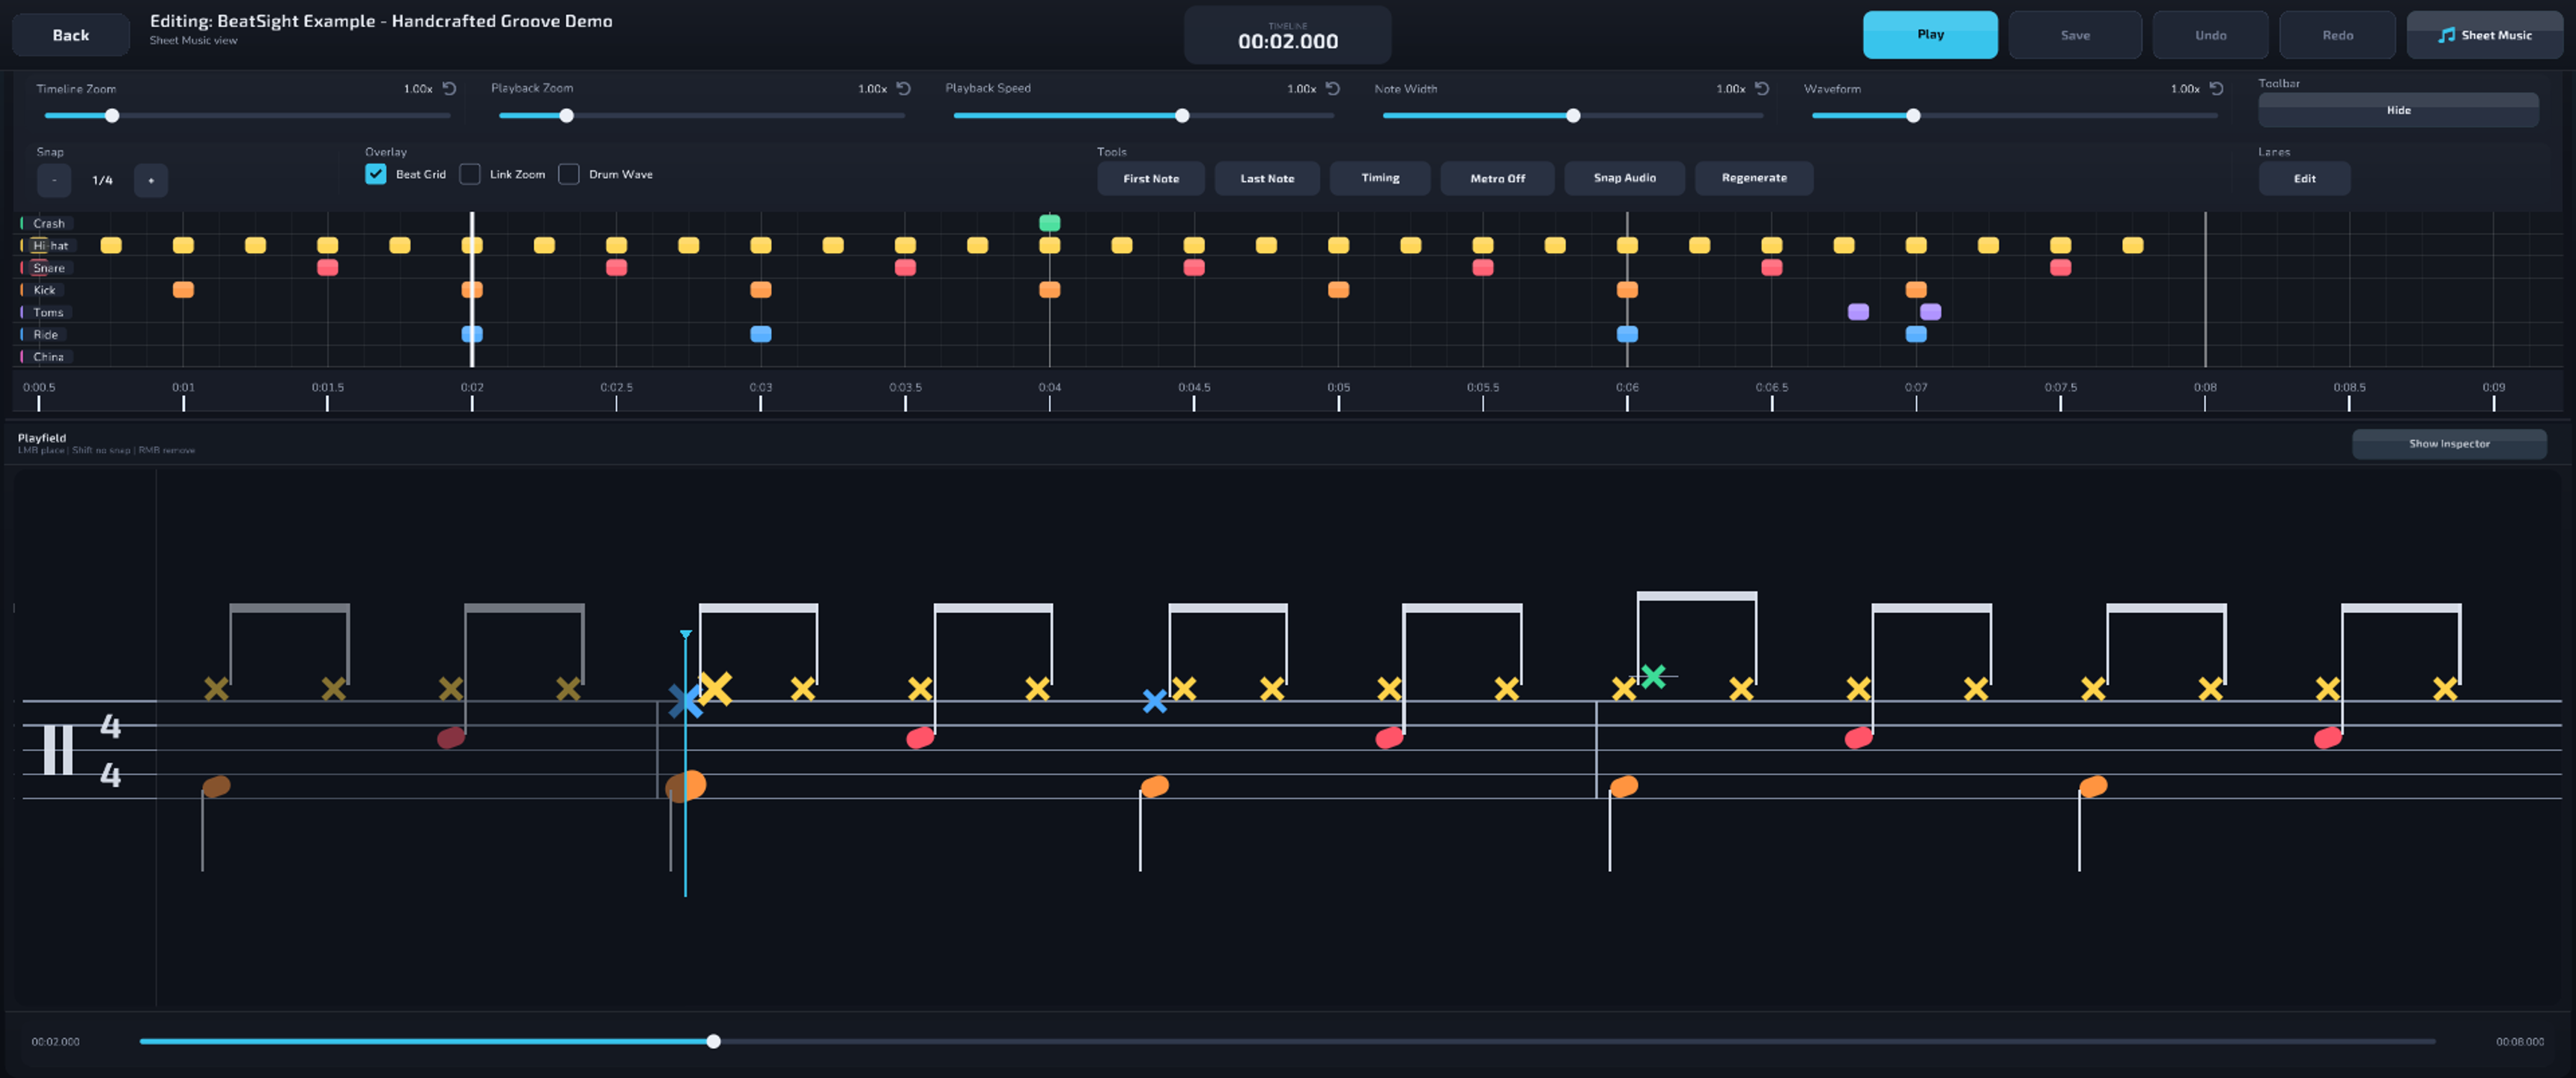 Back
Editing: BeatSight Example - Handcrafted Groove Demo
Sheet Music view
TIMELINE
00:02.000
Play
Save
Undo
Redo
Sheet Music
Timeline Zoom 1.00x
Playback Zoom 1.00x
Playback Speed 1.00x
Note Width 1.00x
Waveform 1.00x
Toolbar
Hide
Snap
- 1/4 +
Overlay
Beat Grid
Link Zoom
Drum Wave
Tools
First Note
Last Note
Timing
Metro Off
Snap Audio
Regenerate
Lanes
Edit
Crash
Hi-hat
Snare
Kick
Toms
Ride
China
0:00.5 0:01 0:01.5 0:02 0:02.5 0:03 0:03.5 0:04 0:04.5 0:05 0:05.5 0:06 0:06.5 0:07 0:07.5 0:08 0:08.5 0:09
Playfield
LMB place | Shift no snap | RMB remove
Show Inspector
4
4
00:02.000
00:08.000